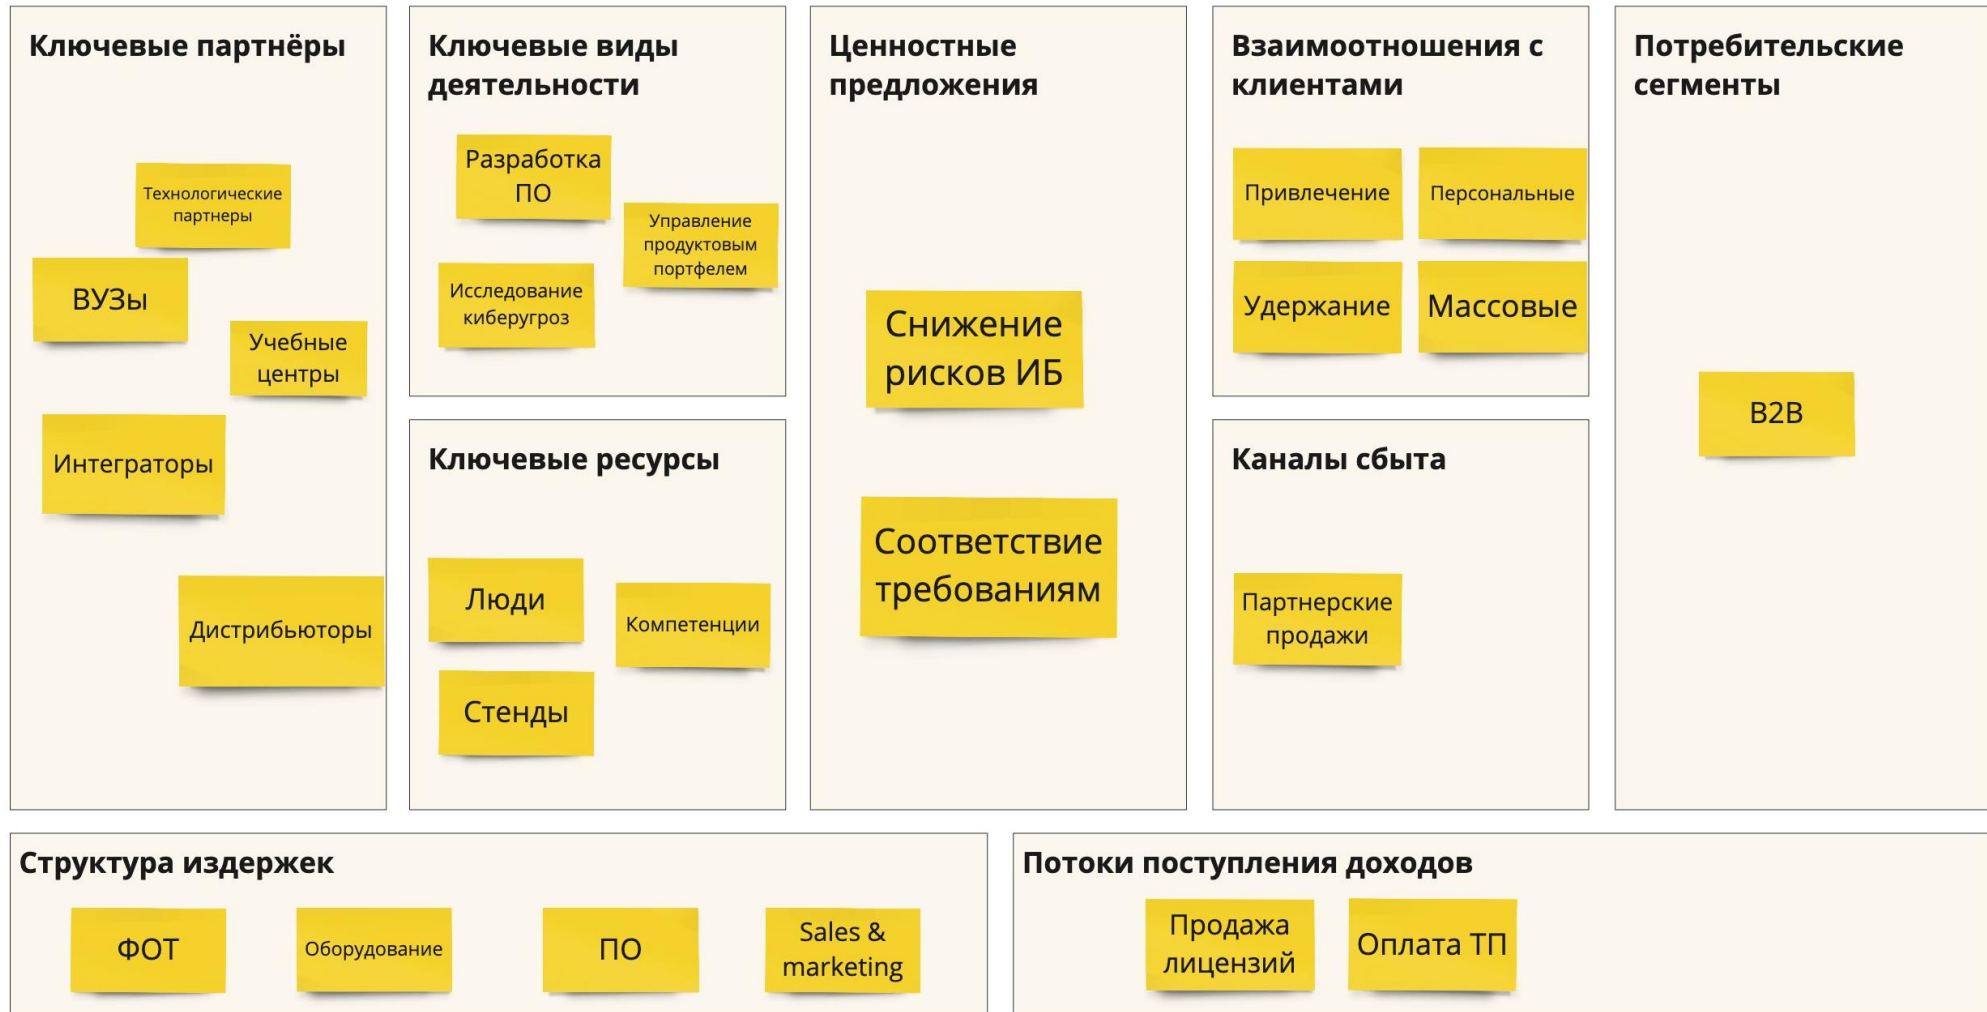 Ключевые партнёры
Технологические
партнеры
ВУЗы
Учебные
центры
Интеграторы
Дистрибьюторы
Ключевые виды
деятельности
Разработка
ПО
Управление
продуктовым
портфелем
Исследование
киберугроз
Ключевые ресурсы
Люди
Компетенции
Стенды
Ценностные
предложения
Снижение
рисков ИБ
Соответствие
требованиям
Взаимоотношения с
клиентами
Привлечение
Персональные
Удержание
Массовые
Каналы сбыта
Партнерские
продажи
Потребительские
сегменты
B2B
Структура издержек
ФОТ
Оборудование
ПО
Sales &
marketing
Потоки поступления доходов
Продажа
лицензий
Оплата ТП